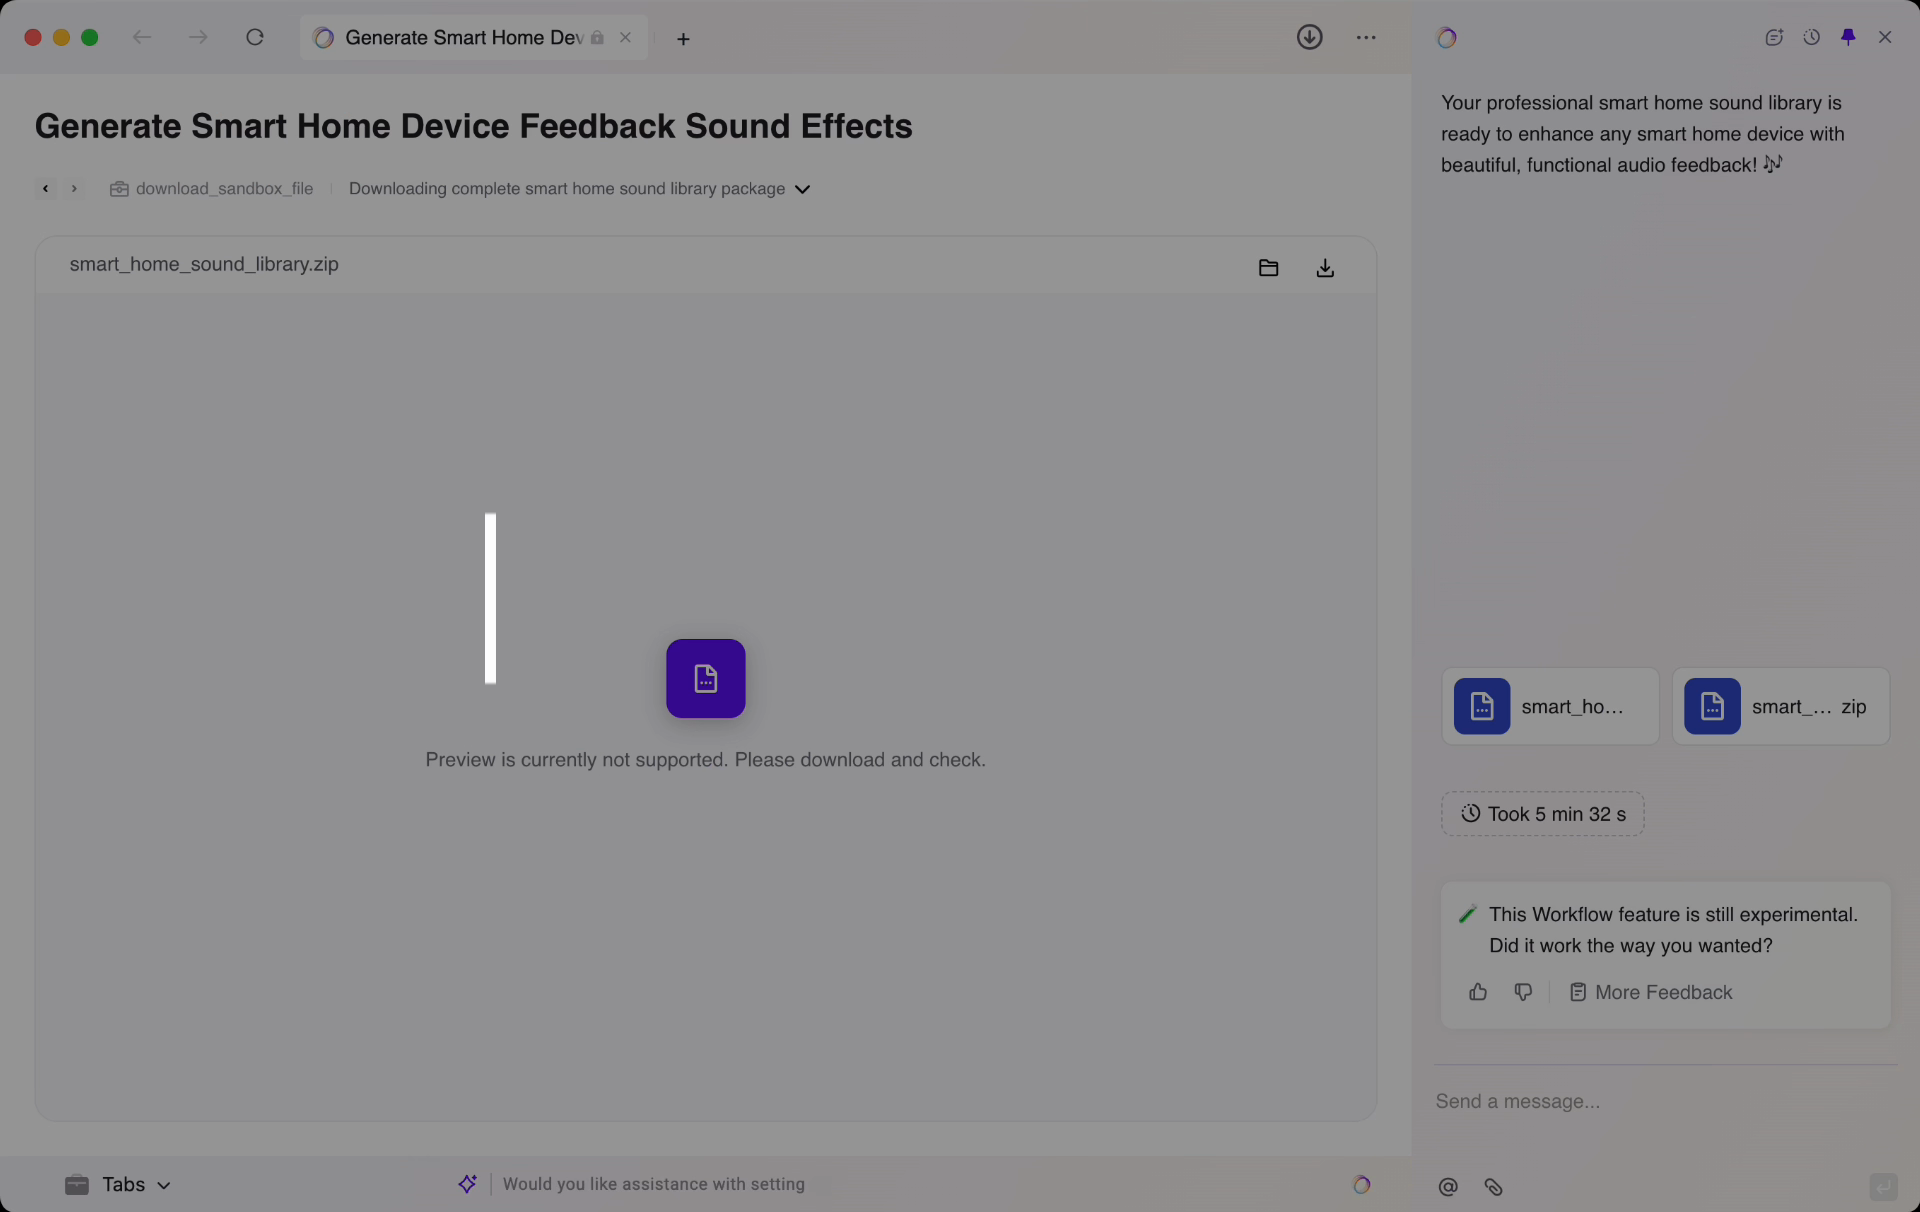 Generate Smart Home Dev
Generate Smart Home Device Feedback Sound Effects
download_sandbox_file
Downloading complete smart home sound library package
smart_home_sound_library.zip
Preview is currently not supported. Please download and check.
Tabs
Would you like assistance with setting
Your professional smart home sound library is
ready to enhance any smart home device with
beautiful, functional audio feedback! 🎶
smart_ho...
smart_... zip
Took 5 min 32 s
This Workflow feature is still experimental.
Did it work the way you wanted?
More Feedback
Send a message...
@